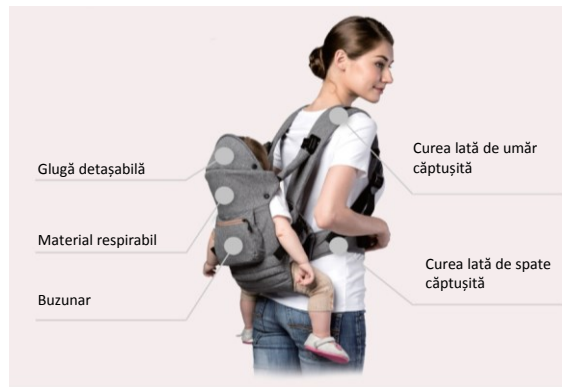 Glugă detașabilă
Material respirabil
Buzunar
Curea lată de umăr
căptușită
Curea lată de spate
căptușită